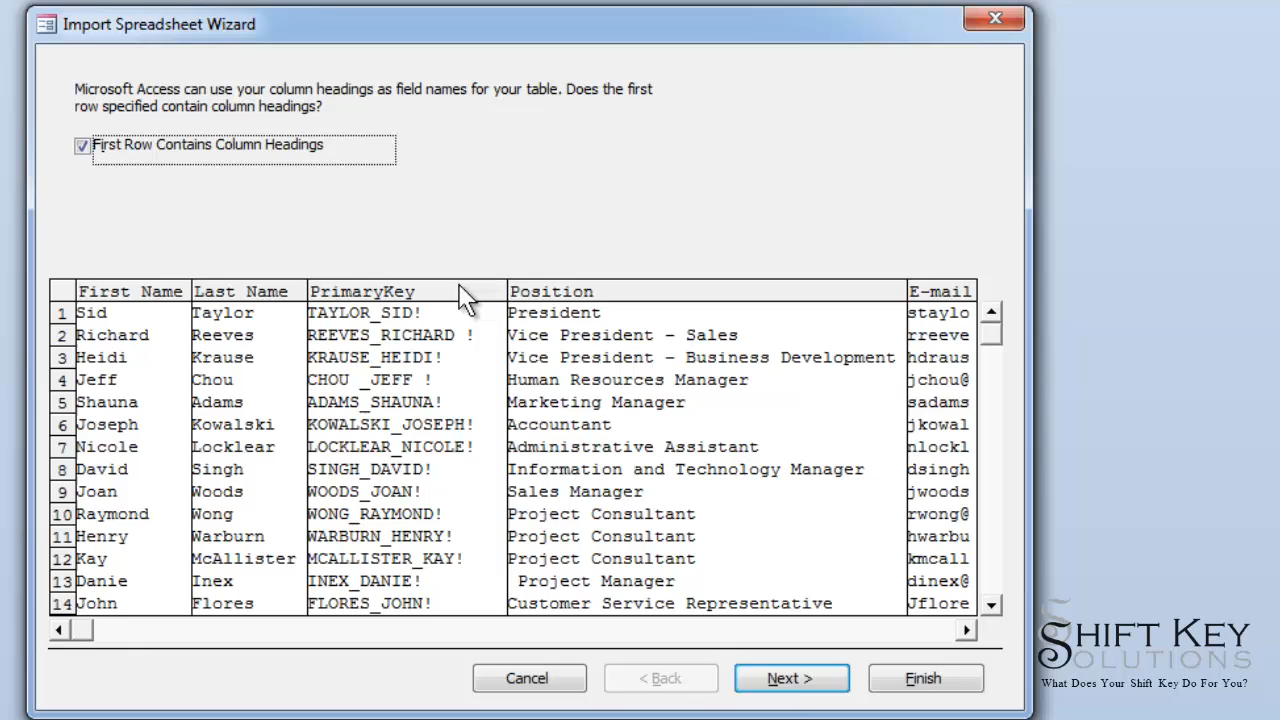 Import Spreadsheet Wizard
Microsoft Access can use your column headings as field names for your table. Does the first
row specified contain column headings?
First Row Contains Column Headings
First Name Last Name PrimaryKey Position E-mail
1 Sid Taylor TAYLOR_SID! President staylo
2 Richard Reeves REEVES_RICHARD ! Vice President - Sales rreeve
3 Heidi Krause KRAUSE_HEIDI! Vice President - Business Development hdraus
4 Jeff Chou CHOU _JEFF ! Human Resources Manager jchou@
5 Shauna Adams ADAMS_SHAUNA! Marketing Manager sadams
6 Joseph Kowalski KOWALSKI_JOSEPH! Accountant jkowal
7 Nicole Locklear LOCKLEAR_NICOLE! Administrative Assistant nlockl
8 David Singh SINGH_DAVID! Information and Technology Manager dsingh
9 Joan Woods WOODS_JOAN! Sales Manager jwoods
10 Raymond Wong WONG_RAYMOND! Project Consultant rwong@
11 Henry Warburn WARBURN_HENRY! Project Consultant hwarbu
12 Kay McAllister MCALLISTER_KAY! Project Consultant kmcall
13 Danie Inex INEX_DANIE! Project Manager dinex@
14 John Flores FLORES_JOHN! Customer Service Representative Jflore
Cancel < Back Next > Finish
SHIFT KEY
SOLUTIONS
What Does Your Shift Key Do For You?